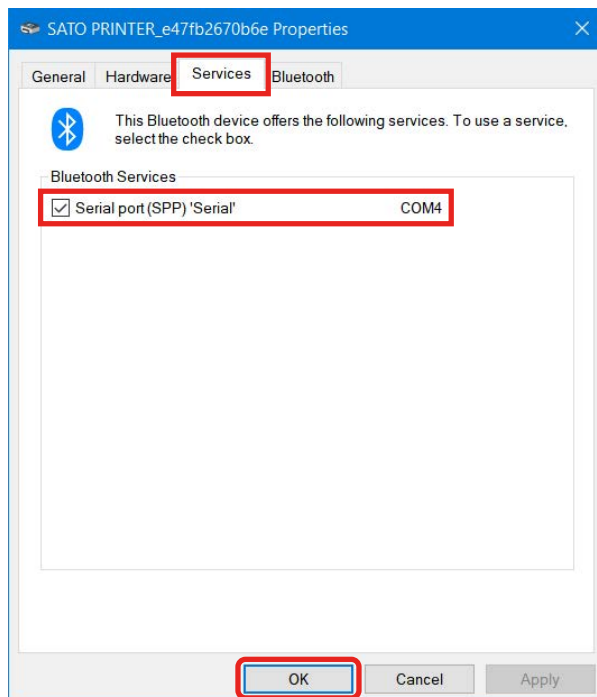 SATO PRINTER_e47fb2670b6e Properties
General Hardware Services Bluetooth
This Bluetooth device offers the following services. To use a service,
select the check box.
Bluetooth Services
Serial port (SPP) 'Serial' COM4
OK Cancel Apply